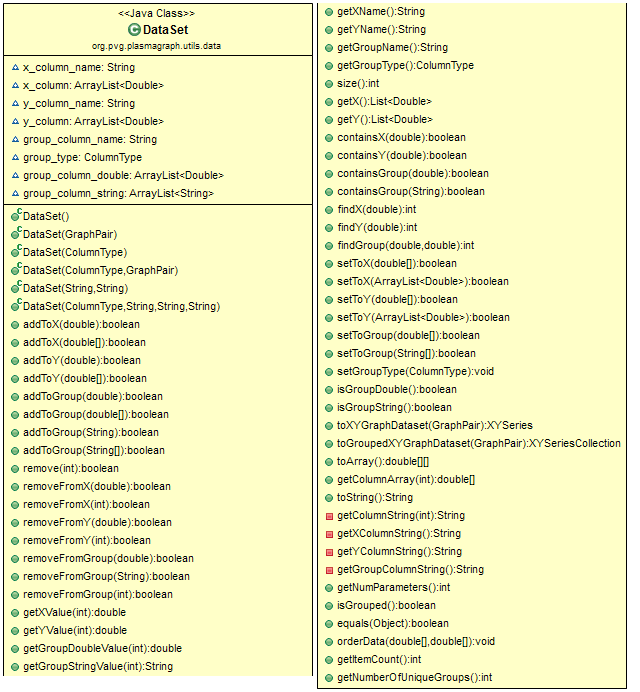 <<Java Class>>
DataSet
org.pvg.plasmagraph.utils.data
x_column_name: String
x_column: ArrayList<Double>
y_column_name: String
y_column: ArrayList<Double>
group_column_name: String
group_type: ColumnType
group_column_double: ArrayList<Double>
group_column_string: ArrayList<String>
DataSet()
DataSet(GraphPair)
DataSet(ColumnType)
DataSet(ColumnType,GraphPair)
DataSet(String,String)
DataSet(ColumnType,String,String,String)
addToX(double):boolean
addToX(double[]):boolean
addToY(double):boolean
addToY(double[]):boolean
addToGroup(double):boolean
addToGroup(double[]):boolean
addToGroup(String):boolean
addToGroup(String[]):boolean
remove(int):boolean
removeFromX(double):boolean
removeFromX(int):boolean
removeFromY(double):boolean
removeFromY(int):boolean
removeFromGroup(double):boolean
removeFromGroup(String):boolean
removeFromGroup(int):boolean
getXValue(int):double
getYValue(int):double
getGroupDoubleValue(int):double
getGroupStringValue(int):String
getXName():String
getYName():String
getGroupName():String
getGroupType():ColumnType
size():int
getX():List<Double>
getY():List<Double>
containsX(double):boolean
containsY(double):boolean
containsGroup(double):boolean
containsGroup(String):boolean
findX(double):int
findY(double):int
findGroup(double,double):int
setToX(double[]):boolean
setToX(ArrayList<Double>):boolean
setToY(double[]):boolean
setToY(ArrayList<Double>):boolean
setToGroup(double[]):boolean
setToGroup(String[]):boolean
setGroupType(ColumnType):void
isGroupDouble():boolean
isGroupString():boolean
toXYGraphDataset(GraphPair):XYSeries
toGroupedXYGraphDataset(GraphPair):XYSeriesCollection
toArray():double[][]
getColumnArray(int):double[]
toString():String
getColumnString(int):String
getXColumnString():String
getYColumnString():String
getGroupColumnString():String
getNumParameters():int
isGrouped():boolean
equals(Object):boolean
orderData(double[],double[]):void
getItemCount():int
getNumberOfUniqueGroups():int